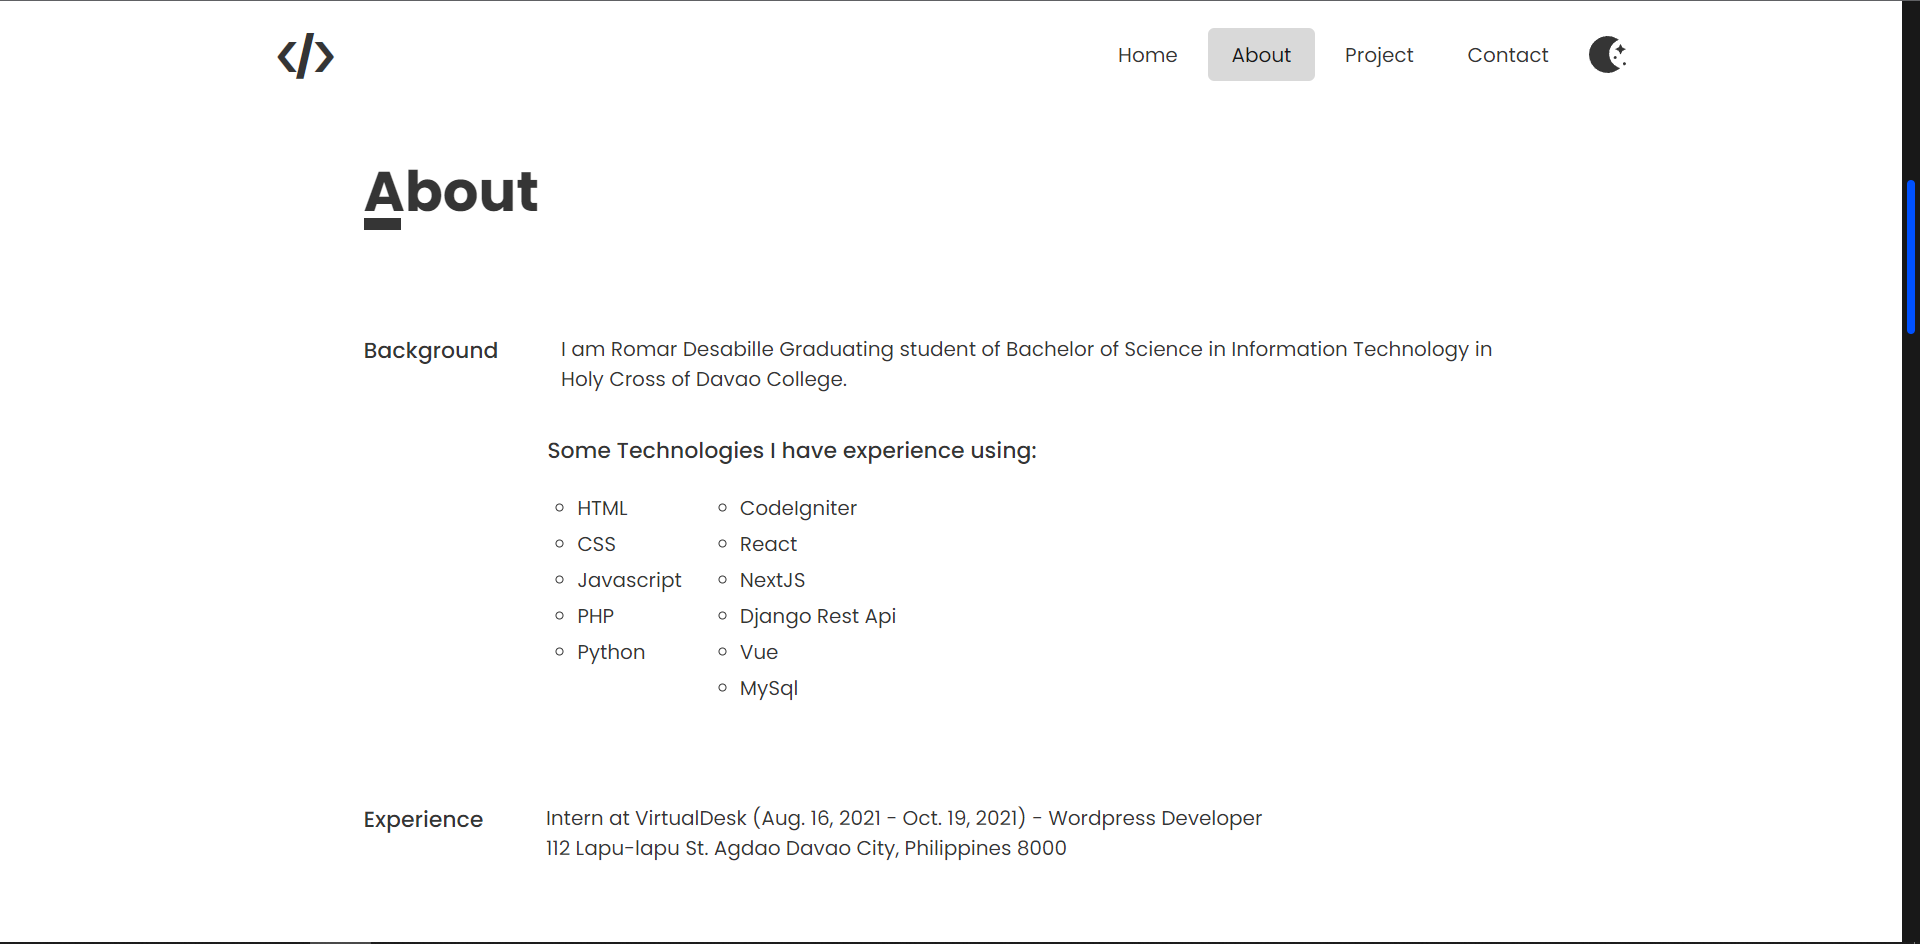 </>
Home About Project Contact
About
Background
I am Romar Desabille Graduating student of Bachelor of Science in Information Technology in
Holy Cross of Davao College.
Some Technologies I have experience using:
HTML
CSS
Javascript
PHP
Python
CodeIgniter
React
NextJS
Django Rest Api
Vue
MySql
Experience
Intern at VirtualDesk (Aug. 16, 2021 - Oct. 19, 2021) - Wordpress Developer
112 Lapu-lapu St. Agdao Davao City, Philippines 8000